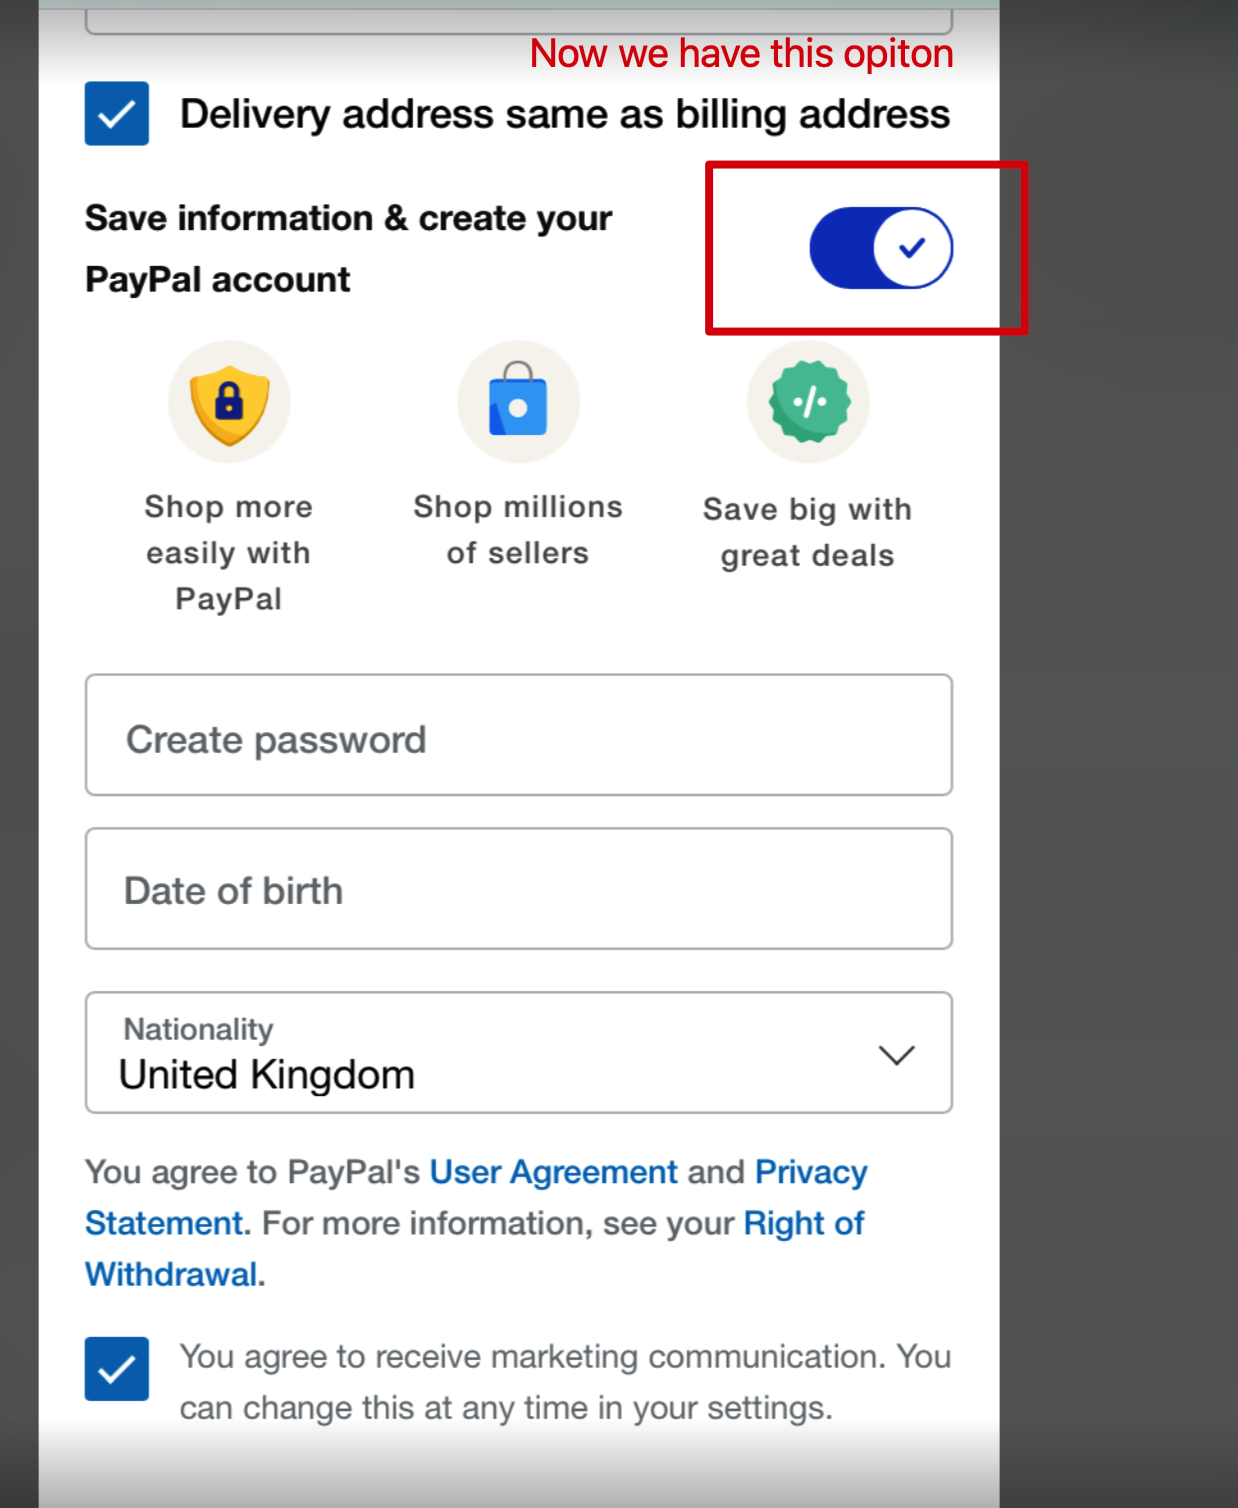 Now we have this opiton
Delivery address same as billing address
Save information & create your
PayPal account
Shop more
easily with
PayPal
Shop millions
of sellers
Save big with
great deals
Create password
Date of birth
Nationality
United Kingdom
You agree to PayPal's User Agreement and Privacy
Statement. For more information, see your Right of
Withdrawal.
You agree to receive marketing communication. You
can change this at any time in your settings.